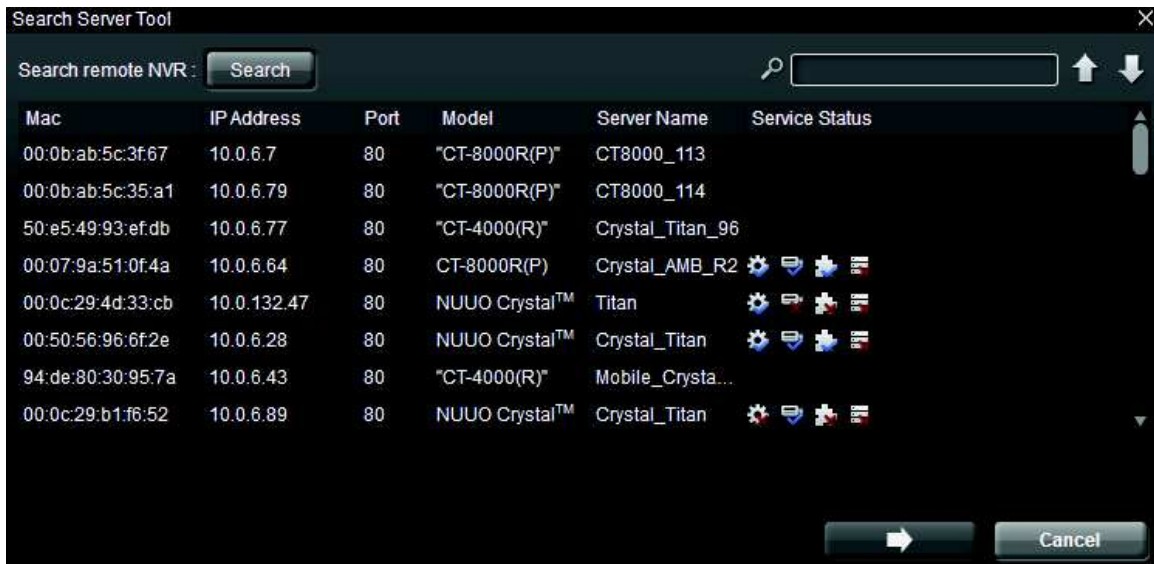 Search Server Tool
Search remote NVR : Search
Mac IP Address Port Model Server Name Service Status
00:0b:ab:5c:3f:67 10.0.6.7 80 "CT-8000R(P)" CT8000_113
00:0b:ab:5c:35:a1 10.0.6.79 80 "CT-8000R(P)" CT8000_114
50:e5:49:93:ef:db 10.0.6.77 80 "CT-4000(R)" Crystal_Titan_96
00:07:9a:51:0f:4a 10.0.6.64 80 CT-8000R(P) Crystal_AMB_R2
00:0c:29:4d:33:cb 10.0.132.47 80 NUUO Crystal™ Titan
00:50:56:96:6f:2e 10.0.6.28 80 NUUO Crystal™ Crystal_Titan
94:de:80:30:95:7a 10.0.6.43 80 "CT-4000(R)" Mobile_Crysta...
00:0c:29:b1:f6:52 10.0.6.89 80 NUUO Crystal™ Crystal_Titan
Cancel